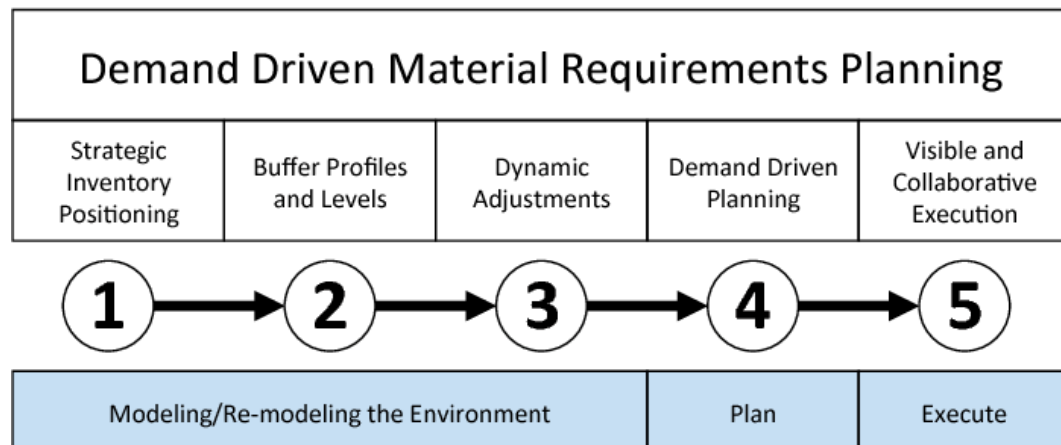 Demand Driven Material Requirements Planning
Strategic
Inventory
Positioning
Buffer Profiles
and Levels
Dynamic
Adjustments
Demand Driven
Planning
Visible and
Collaborative
Execution
1
2
3
4
5
Modeling/Re-modeling the Environment
Plan
Execute